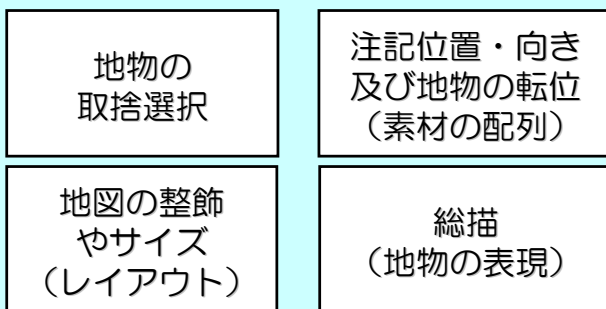 地物の
取捨選択
注記位置・向き
及び地物の転位
（素材の配列）
地図の整飾
やサイズ
（レイアウト）
総描
（地物の表現）